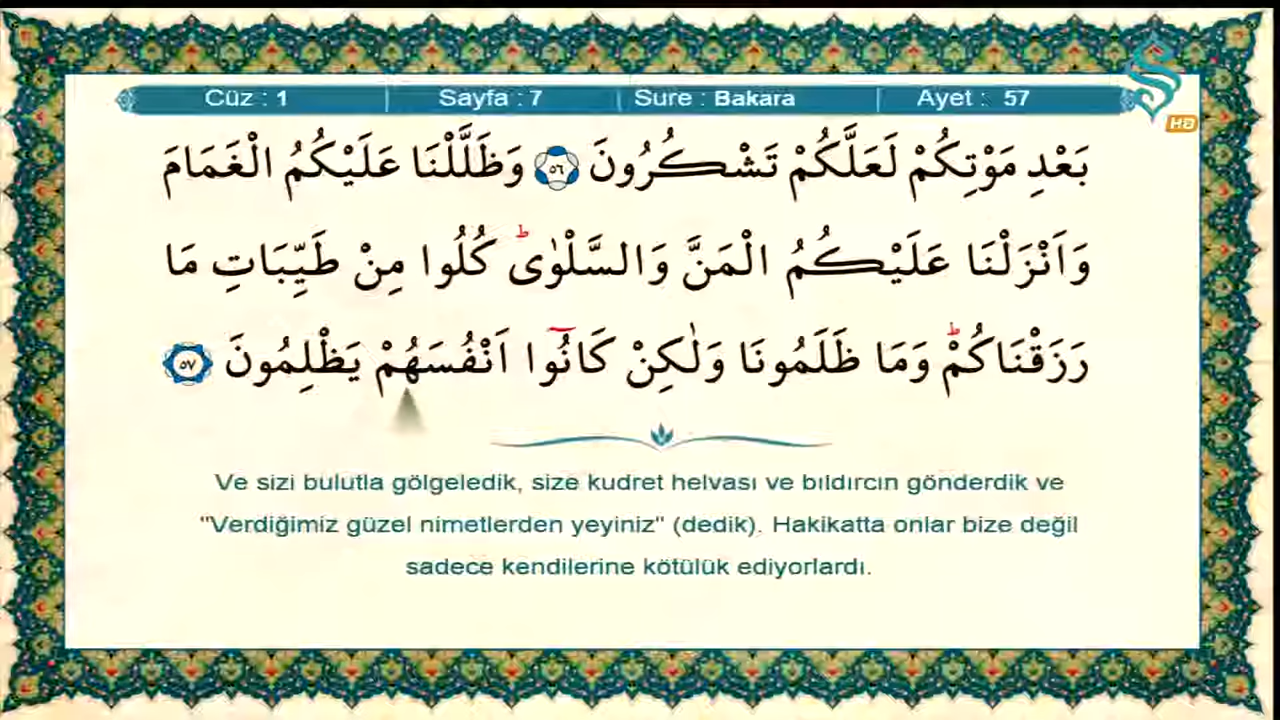 Cüz : 1 Sayfa : 7 Sure : Bakara Ayet : 57
HD
بَعْدِ مَوْتِكُمْ لَعَلَّكُمْ تَشْكُرُونَ ﴿٥٦﴾ وَظَلَّلْنَا عَلَيْكُمُ الْغَمَامَ
وَاَنْزَلْنَا عَلَيْكُمُ الْمَنَّ وَالسَّلْوٰىۜ كُلُوا مِنْ طَيِّبَاتِ مَا
رَزَقْنَاكُمْۜ وَمَا ظَلَمُونَا وَلٰكِنْ كَانُٓوا اَنْفُسَهُمْ يَظْلِمُونَ ﴿٥٧﴾
Ve sizi bulutla gölgeledik, size kudret helvası ve bıldırcın gönderdik ve
"Verdiğimiz güzel nimetlerden yeyiniz" (dedik). Hakikatta onlar bize değil
sadece kendilerine kötülük ediyorlardı.